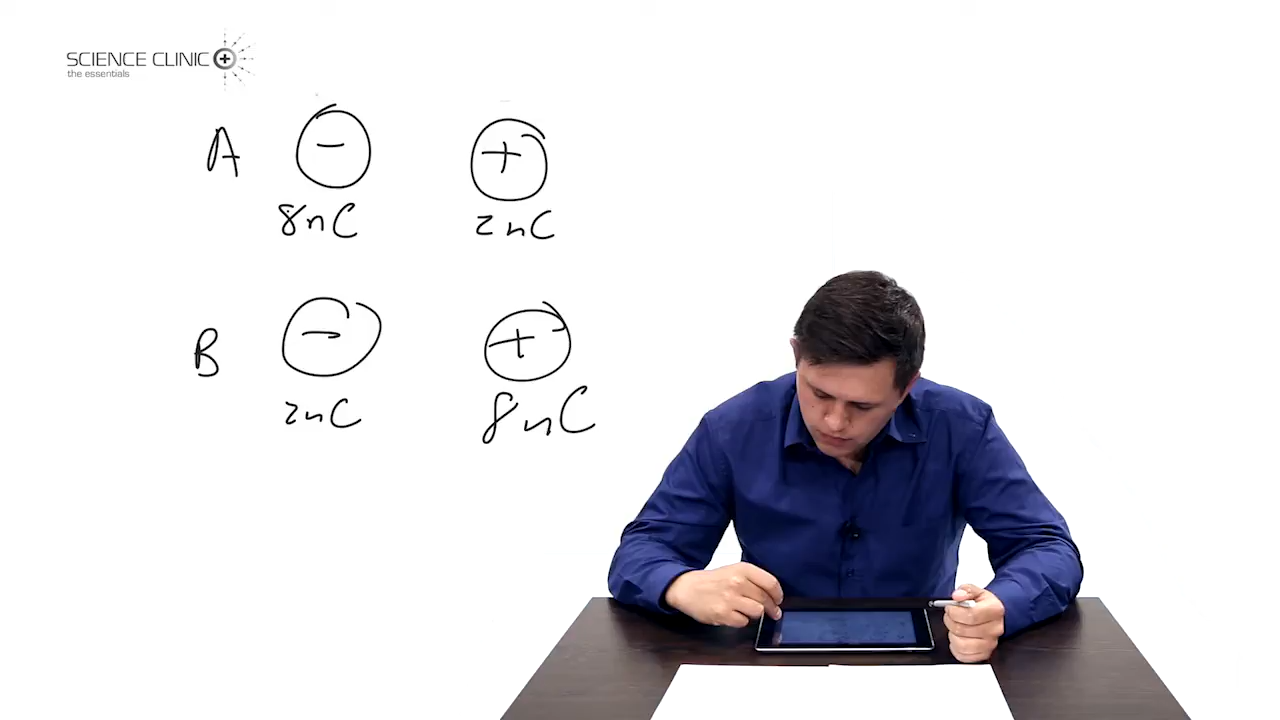 SCIENCE CLINIC
the essentials
A - +
8nC 2nC
B - +
2nC 8nC